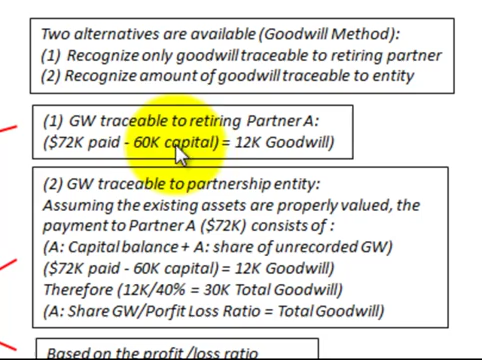 Two alternatives are available (Goodwill Method):
(1) Recognize only goodwill traceable to retiring partner
(2) Recognize amount of goodwill traceable to entity
(1) GW traceable to retiring Partner A:
($72K paid - 60K capital) = 12K Goodwill)
(2) GW traceable to partnership entity:
Assuming the existing assets are properly valued, the
payment to Partner A ($72K) consists of :
(A: Capital balance + A: share of unrecorded GW)
($72K paid - 60K capital) = 12K Goodwill)
Therefore (12K/40% = 30K Total Goodwill)
(A: Share GW/Porfit Loss Ratio = Total Goodwill)
Based on the profit /loss ratio